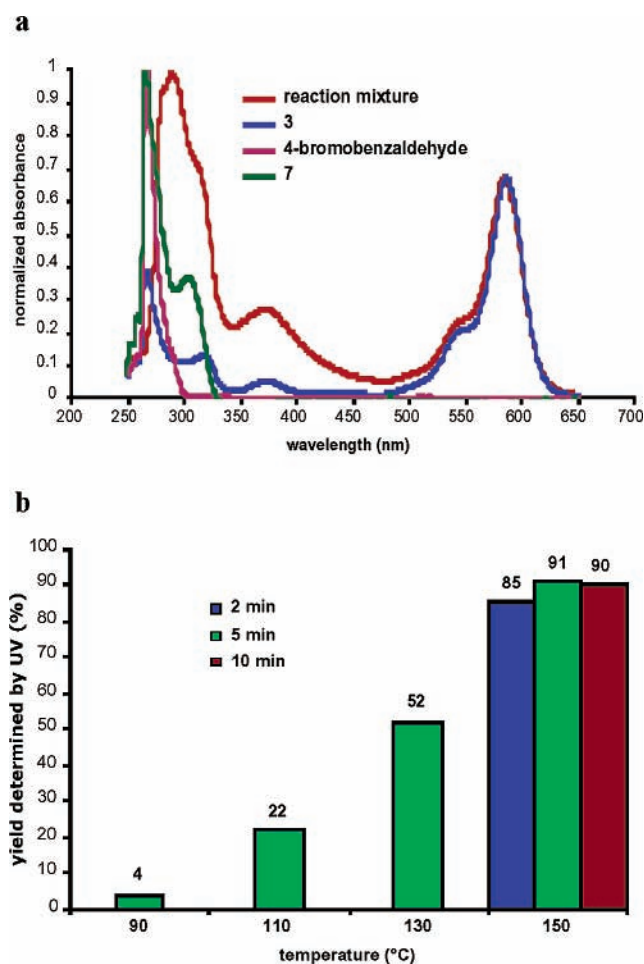 a
normalized absorbance
1
0.9
0.8
0.7
0.6
0.5
0.4
0.3
0.2
0.1
0
reaction mixture
3
4-bromobenzaldehyde
7
200 250 300 350 400 450 500 550 600 650 700
wavelength (nm)
b
yield determined by UV (%)
100
90
80
70
60
50
40
30
20
10
0
2 min
5 min
10 min
4 22 52 85 91 90
90 110 130 150
temperature (°C)